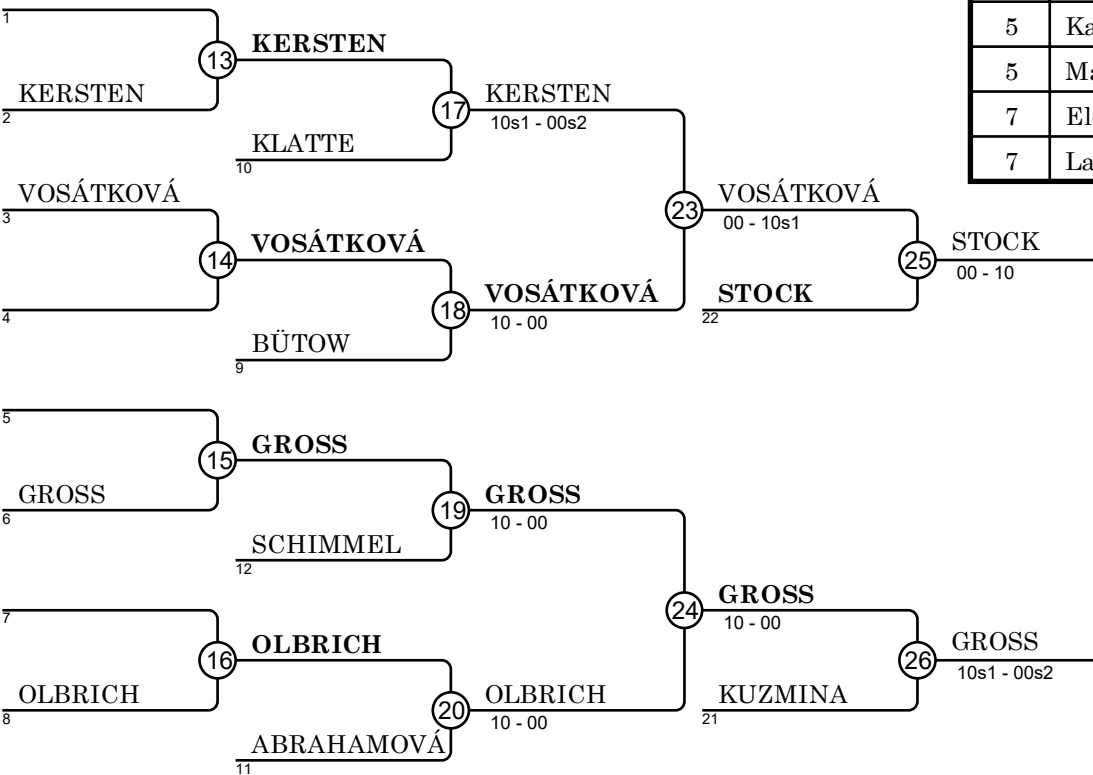 1
13
KERSTEN
KERSTEN
2
17
KERSTEN
10s1 - 00s2
KLATTE
10
VOSÁTKOVÁ
3
14
VOSÁTKOVÁ
4
18
VOSÁTKOVÁ
10 - 00
BÜTOW
9
23
VOSÁTKOVÁ
00 - 10s1
STOCK
22
25
STOCK
00 - 10
5
15
GROSS
GROSS
6
19
GROSS
10 - 00
SCHIMMEL
12
7
16
OLBRICH
OLBRICH
8
20
OLBRICH
10 - 00
ABRAHAMOVÁ
11
24
GROSS
10 - 00
KUZMINA
21
26
GROSS
10s1 - 00s2
5 Ka
5 Ma
7 El
7 La